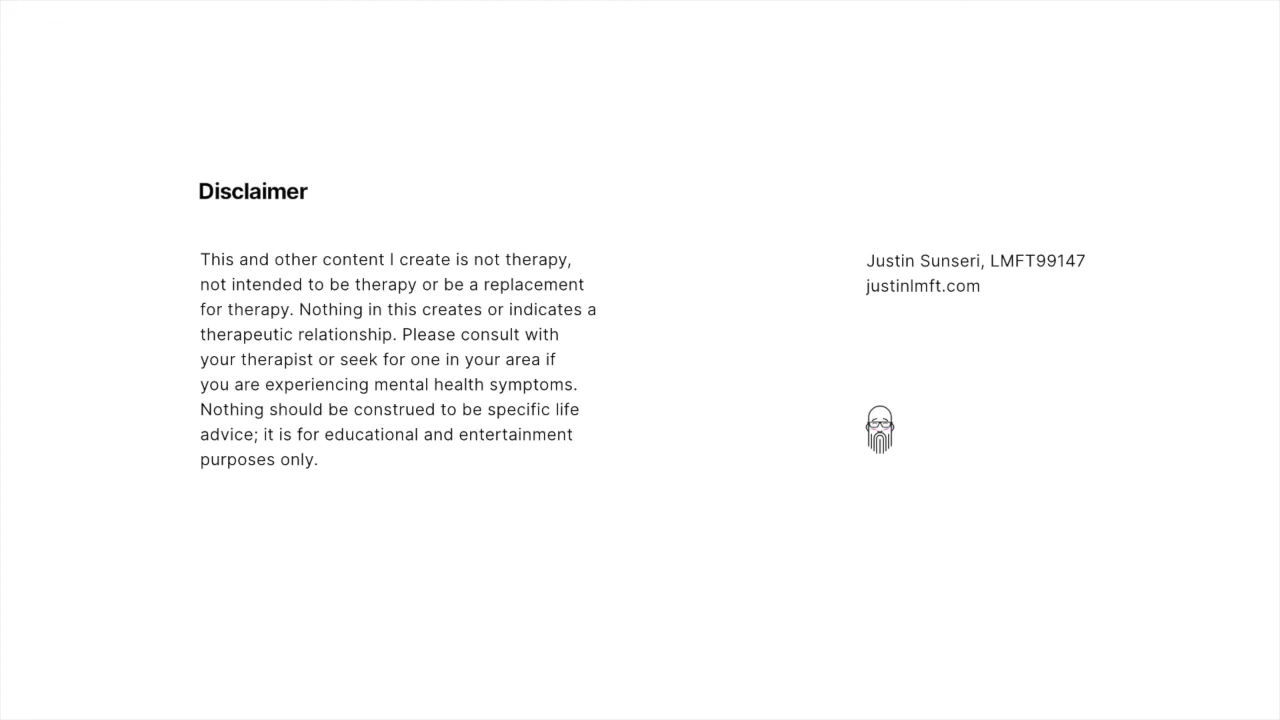 Disclaimer
This and other content I create is not therapy,
not intended to be therapy or be a replacement
for therapy. Nothing in this creates or indicates a
therapeutic relationship. Please consult with
your therapist or seek for one in your area if
you are experiencing mental health symptoms.
Nothing should be construed to be specific life
advice; it is for educational and entertainment
purposes only.
Justin Sunseri, LMFT99147
justinlmft.com